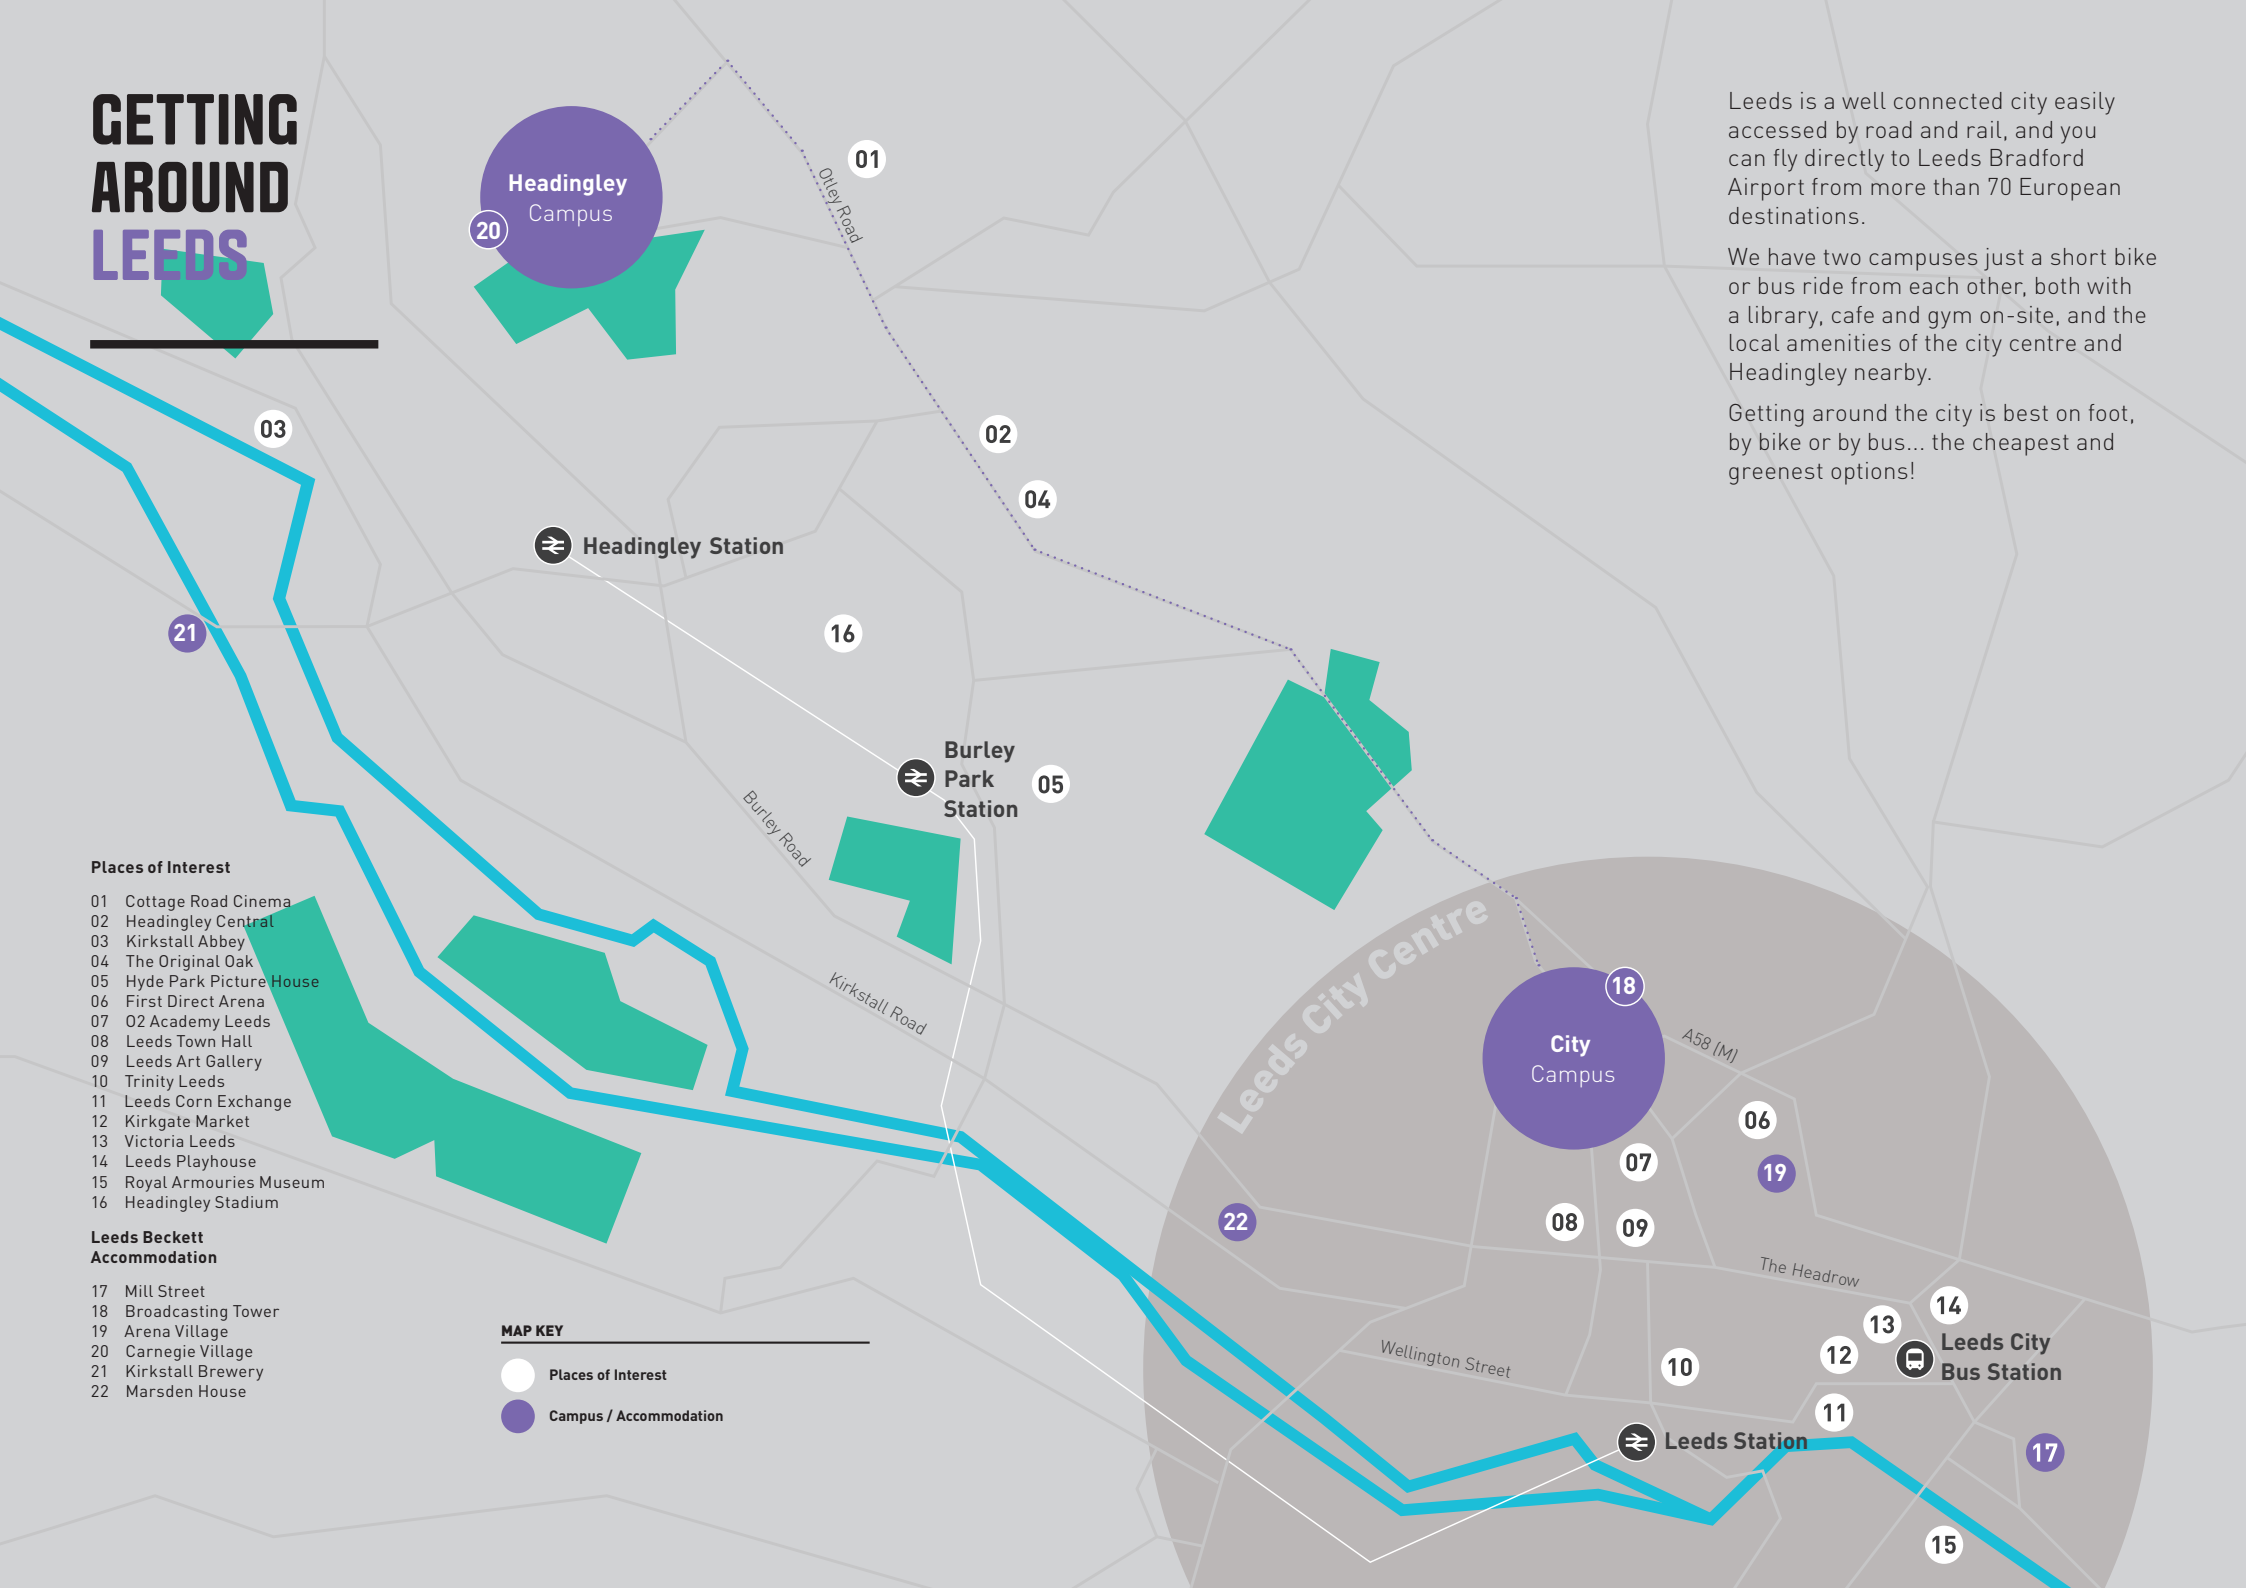 GETTING
AROUND
LEEDS
Leeds is a well connected city easily
accessed by road and rail, and you
can fly directly to Leeds Bradford
Airport from more than 70 European
destinations.
We have two campuses just a short bike
or bus ride from each other, both with
a library, cafe and gym on-site, and the
local amenities of the city centre and
Headingley nearby.
Getting around the city is best on foot,
by bike or by bus... the cheapest and
greenest options!
Headingley
Campus
20
01
Otley Road
03
02
04
Headingley Station
21
16
Burley
Park
Station
05
Burley Road
Kirkstall Road
Leeds City Centre
18
City
Campus
A58 (M)
06
07
19
22
08
09
The Headrow
14
13
12
Leeds City
Bus Station
Wellington Street
10
11
Leeds Station
17
15
Places of Interest
01 Cottage Road Cinema
02 Headingley Central
03 Kirkstall Abbey
04 The Original Oak
05 Hyde Park Picture House
06 First Direct Arena
07 O2 Academy Leeds
08 Leeds Town Hall
09 Leeds Art Gallery
10 Trinity Leeds
11 Leeds Corn Exchange
12 Kirkgate Market
13 Victoria Leeds
14 Leeds Playhouse
15 Royal Armouries Museum
16 Headingley Stadium
Leeds Beckett
Accommodation
17 Mill Street
18 Broadcasting Tower
19 Arena Village
20 Carnegie Village
21 Kirkstall Brewery
22 Marsden House
MAP KEY
Places of Interest
Campus / Accommodation